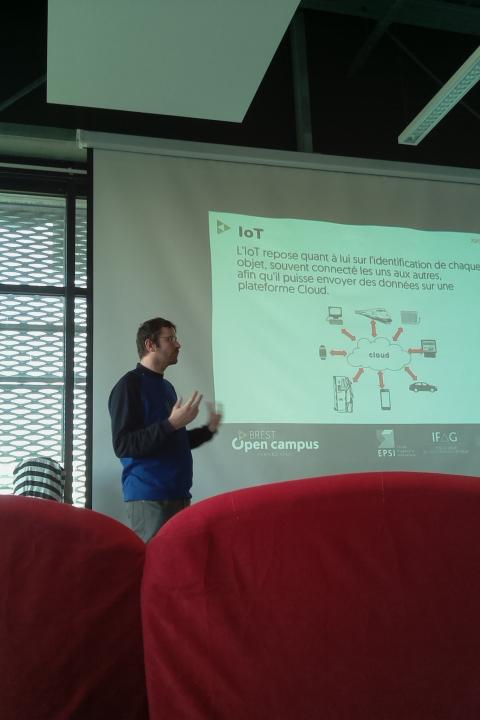 IoT
L'IoT repose quant à lui sur l'identification de chaque
objet, souvent connecté les uns aux autres,
afin qu'il puisse envoyer des données sur une
plateforme Cloud.
cloud
BREST
Open campus
EPSI
IFAG